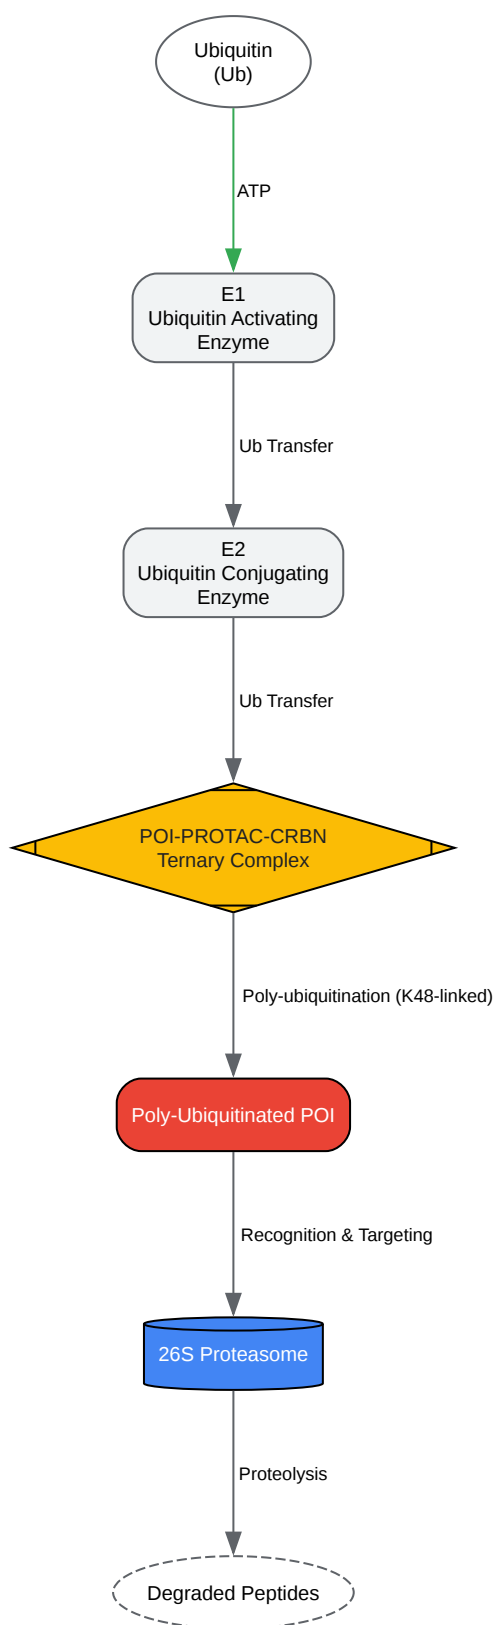 Ubiquitin
(Ub)
ATP
E1
Ubiquitin Activating
Enzyme
Ub Transfer
E2
Ubiquitin Conjugating
Enzyme
Ub Transfer
POI-PROTAC-CRBN
Ternary Complex
Poly-ubiquitination (K48-linked)
Poly-Ubiquitinated POI
Recognition & Targeting
26S Proteasome
Proteolysis
Degraded Peptides